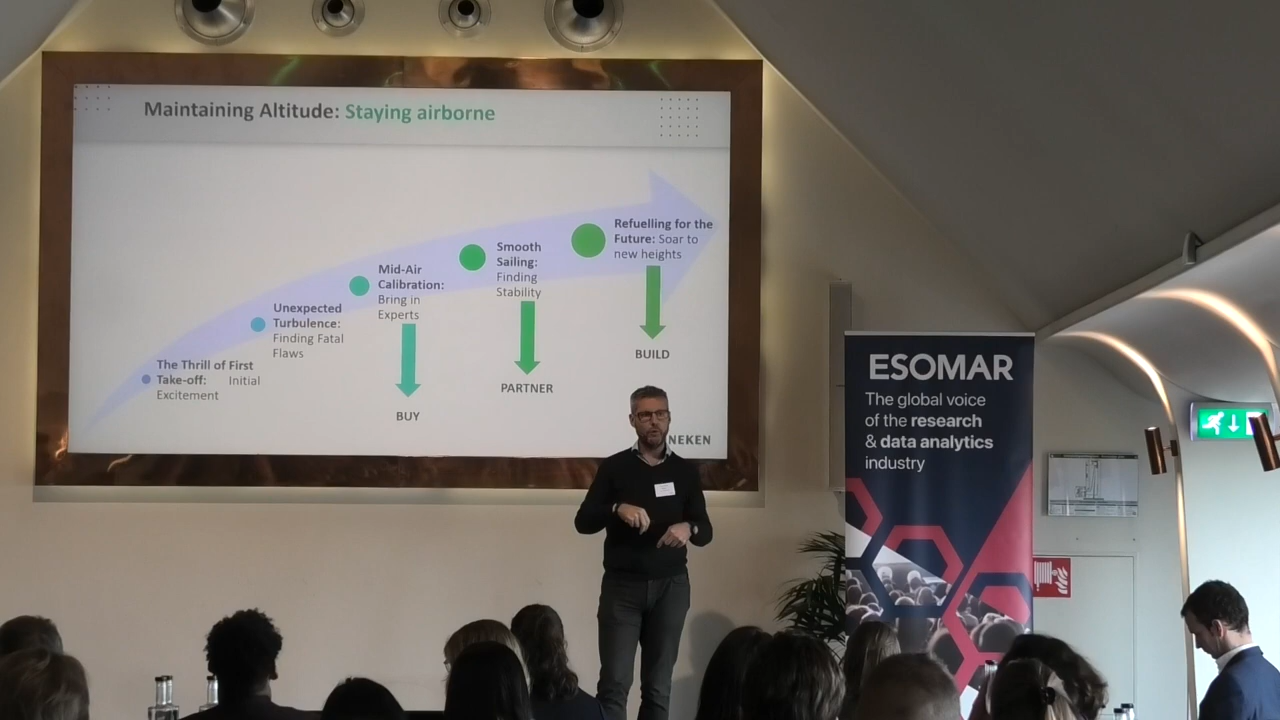 Maintaining Altitude: Staying airborne
The Thrill of First
Take-off: Initial
Excitement
Unexpected
Turbulence:
Finding Fatal
Flaws
Mid-Air
Calibration:
Bring in
Experts
BUY
Smooth
Sailing:
Finding
Stability
PARTNER
Refuelling for the
Future: Soar to
new heights
BUILD
NEKEN
ESOMAR
The global voice
of the research
& data analytics
industry